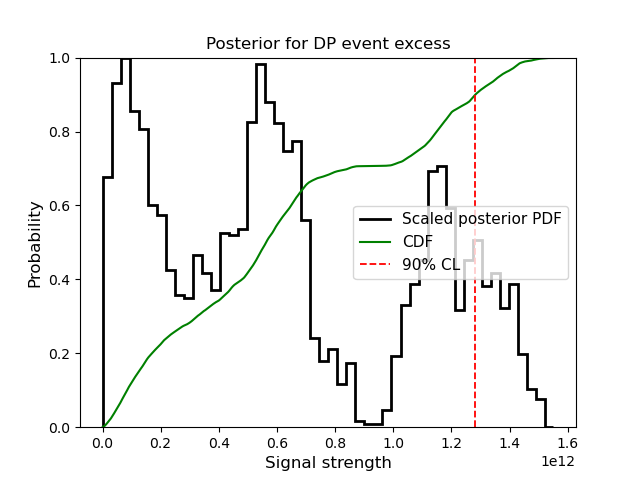 Posterior for DP event excess
1.0
0.8
0.6
0.4
0.2
0.0
Probability
Scaled posterior PDF
CDF
90% CL
0.0 0.2 0.4 0.6 0.8 1.0 1.2 1.4 1.6
1e12
Signal strength